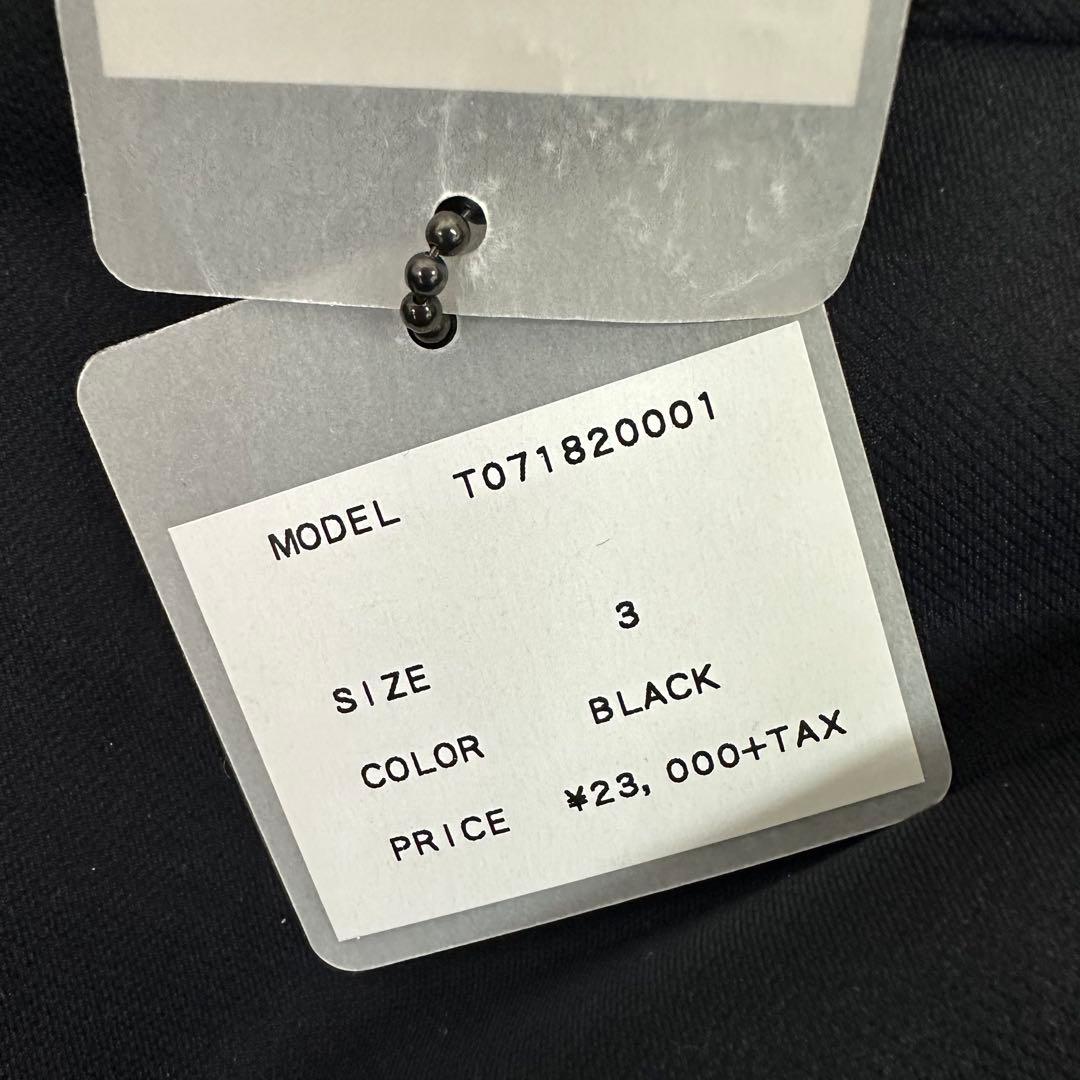 MODEL T071820001
SIZE 3
COLOR BLACK
PRICE ¥23,000+TAX